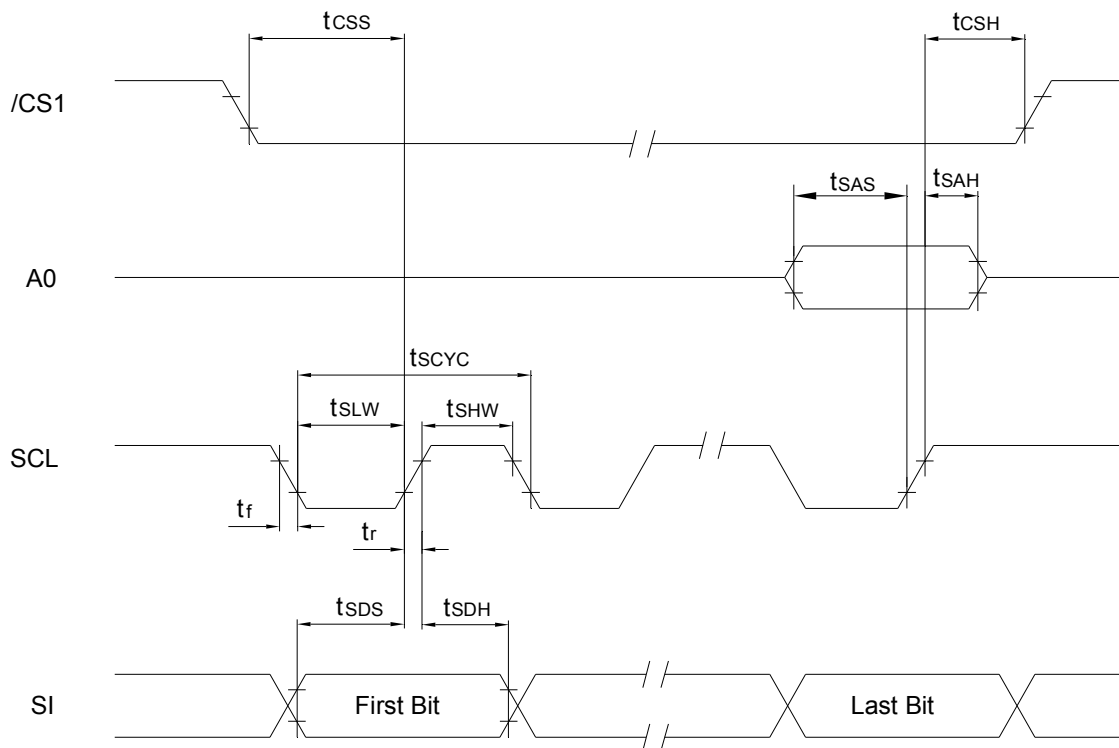 tCSS
tCSH
/CS1
tSAS
tSAH
A0
tSCYC
tSLW
tSHW
SCL
tf
tr
tSDS
tSDH
SI
First Bit
Last Bit